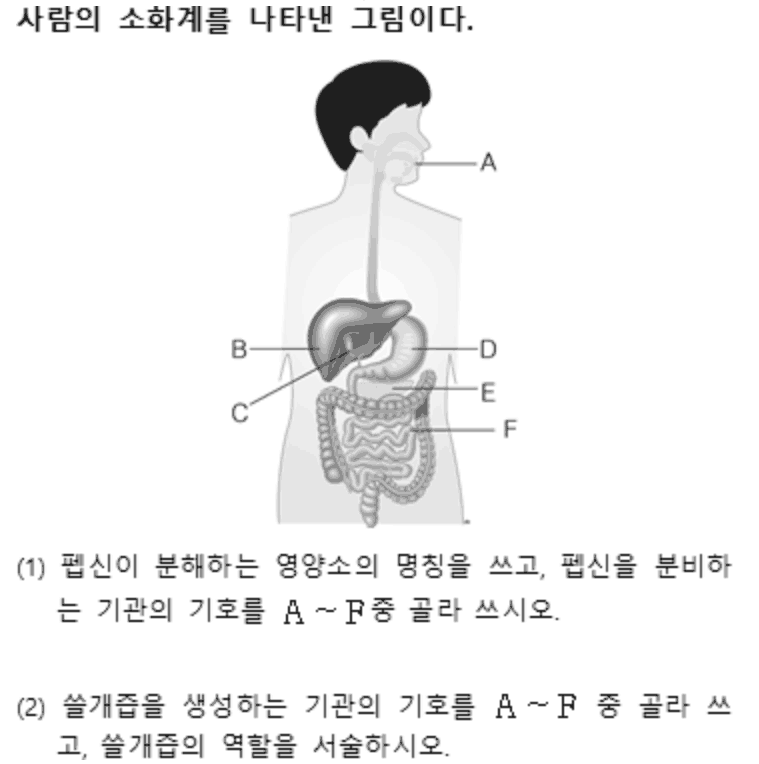 사람의 소화계를 나타낸 그림이다.
A
B
D
E
C
F
(1) 펩신이 분해하는 영양소의 명칭을 쓰고, 펩신을 분비하
는 기관의 기호를 A ~ F중 골라 쓰시오.
(2) 쓸개즙을 생성하는 기관의 기호를 A ~ F 중 골라 쓰
고, 쓸개즙의 역할을 서술하시오.